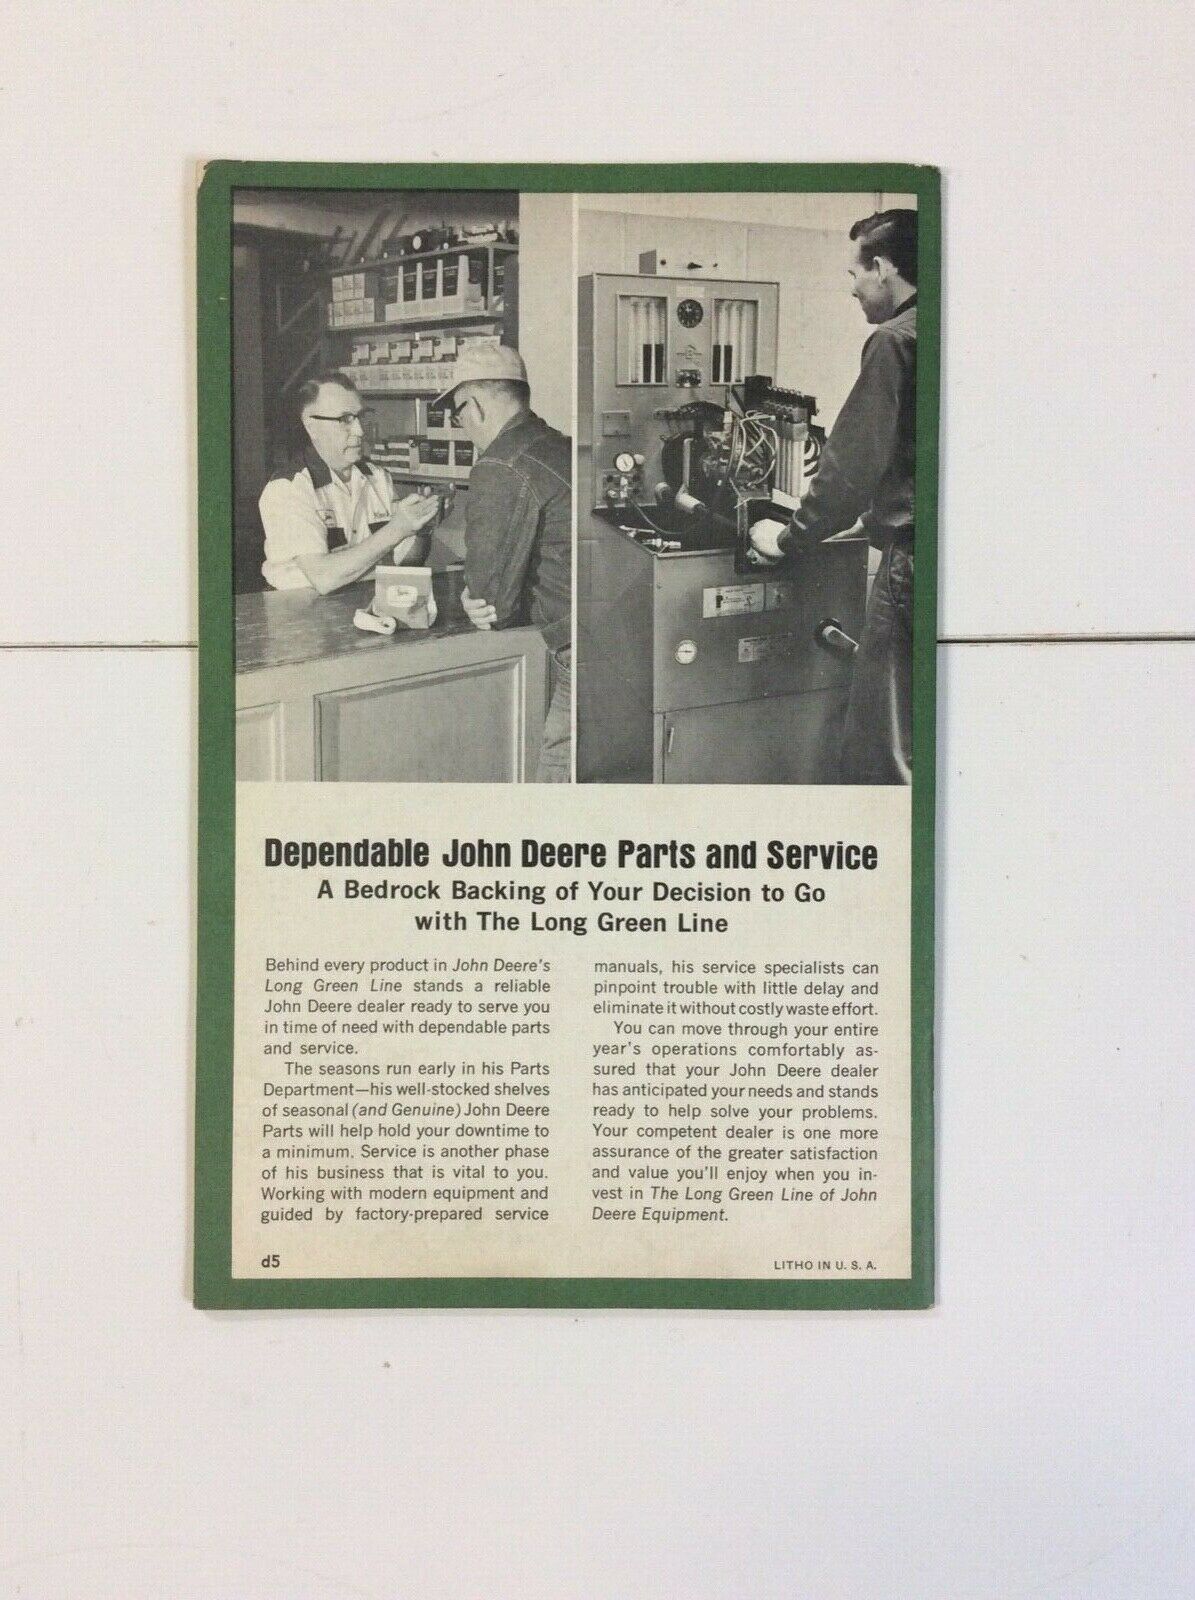 Dependable John Deere Parts and Service
A Bedrock Backing of Your Decision to Go
with The Long Green Line
Behind every product in John Deere's
Long Green Line stands a reliable
John Deere dealer ready to serve you
in time of need with dependable parts
and service.
The seasons run early in his Parts
Department—his well-stocked shelves
of seasonal (and Genuine) John Deere
Parts will help hold your downtime to
a minimum. Service is another phase
of his business that is vital to you.
Working with modern equipment and
guided by factory-prepared service
manuals, his service specialists can
pinpoint trouble with little delay and
eliminate it without costly waste effort.
You can move through your entire
year's operations comfortably as-
sured that your John Deere dealer
has anticipated your needs and stands
ready to help solve your problems.
Your competent dealer is one more
assurance of the greater satisfaction
and value you'll enjoy when you in-
vest in The Long Green Line of John
Deere Equipment.
d5
LITHO IN U. S. A.